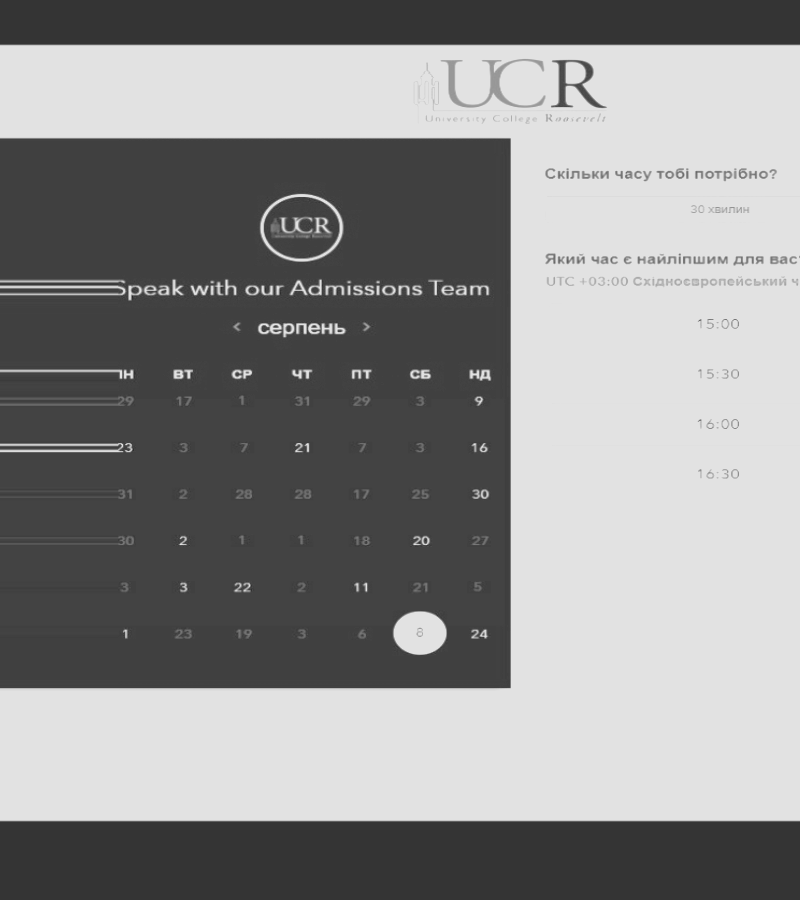 UCR
University College Roosevelt
UCR
Speak with our Admissions Team
< серпень >
ПН ВТ СР ЧТ ПТ СБ НД
29 17 1 31 29 3 9
23 3 7 21 7 3 16
31 2 28 28 17 25 30
30 2 1 1 18 20 27
3 3 22 2 11 21 5
1 23 19 3 6 8 24
Скільки часу тобі потрібно?
30 хвилин
Який час є найліпшим для вас
UTC +03:00 Східноєвропейський ч
15:00
15:30
16:00
16:30